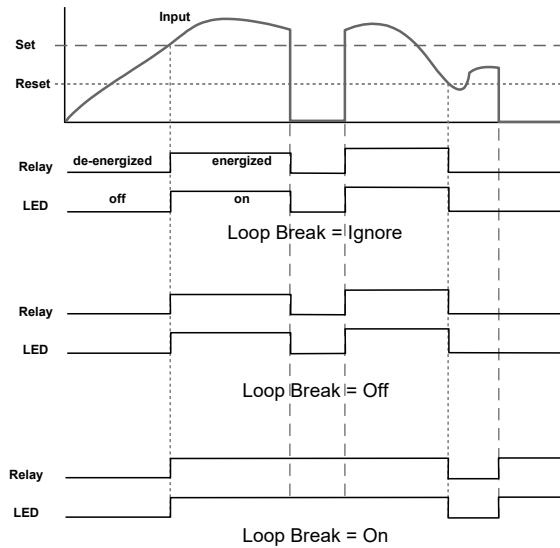 Input
Set
Reset
Relay de-energized energized
LED off on
Loop Break = Ignore
Relay
LED
Loop Break = Off
Relay
LED
Loop Break = On